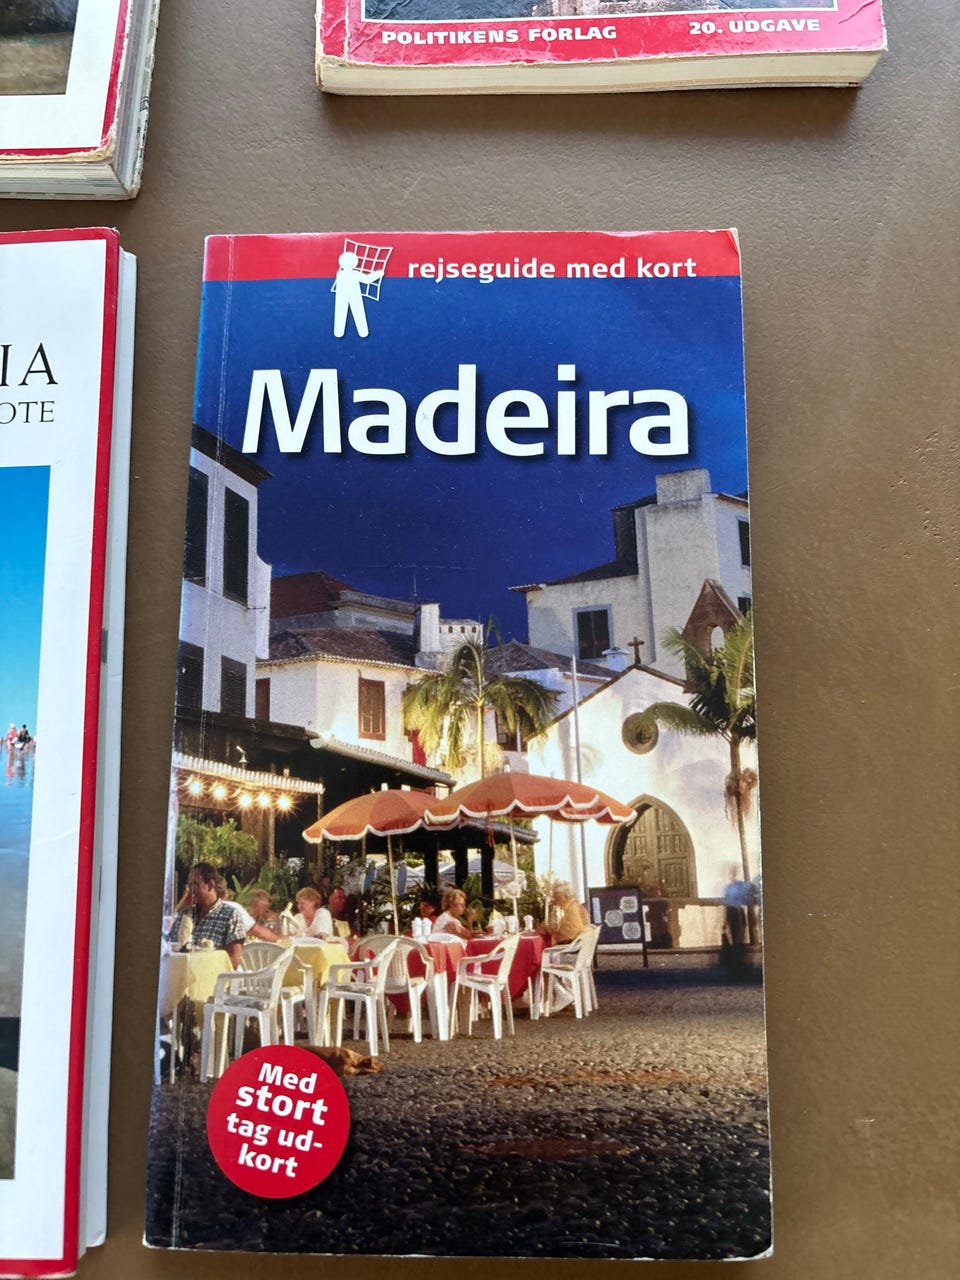 POLITIKENS FORLAG 20. UDGAVE
IA
OTE
rejseguide med kort
Madeira
Med
stort
tag ud-
kort